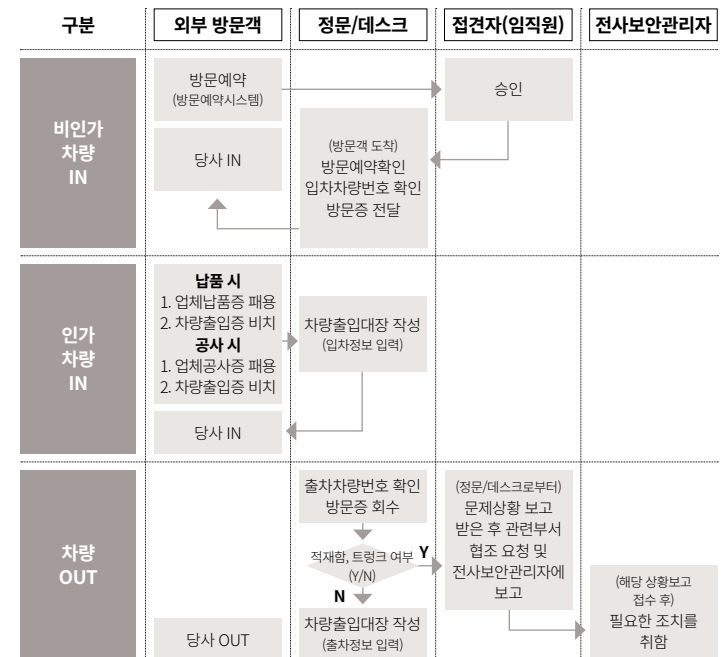 구분
외부 방문객
정문/데스크
접견자(임직원)
전사보안관리자
비인가
차량
IN
방문예약
(방문예약시스템)
승인
당사 IN
(방문객 도착)
방문예약확인
입차차량번호 확인
방문증 전달
인가
차량
IN
납품 시
1. 업체납품증 패용
2. 차량출입증 비치
공사 시
1. 업체공사증 패용
2. 차량출입증 비치
차량출입대장 작성
(입차정보 입력)
당사 IN
차량
OUT
출차차량번호 확인
방문증 회수
적재함, 트렁크 여부
(Y/N)
Y
N
차량출입대장 작성
(출차정보 입력)
당사 OUT
(정문/데스크로부터)
문제상황 보고
받은 후 관련부서
협조 요청 및
전사보안관리자에
보고
(해당 상황보고
접수 후)
필요한 조치를
취함